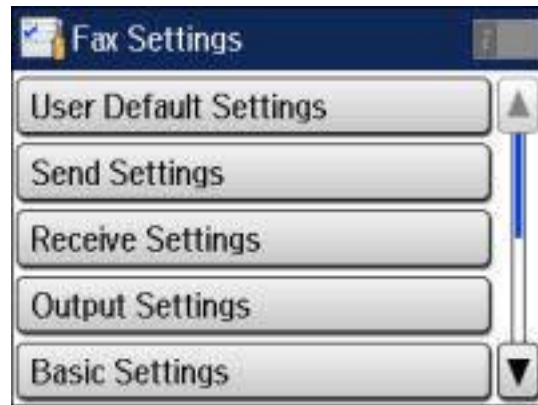 Fax Settings
User Default Settings
Send Settings
Receive Settings
Output Settings
Basic Settings